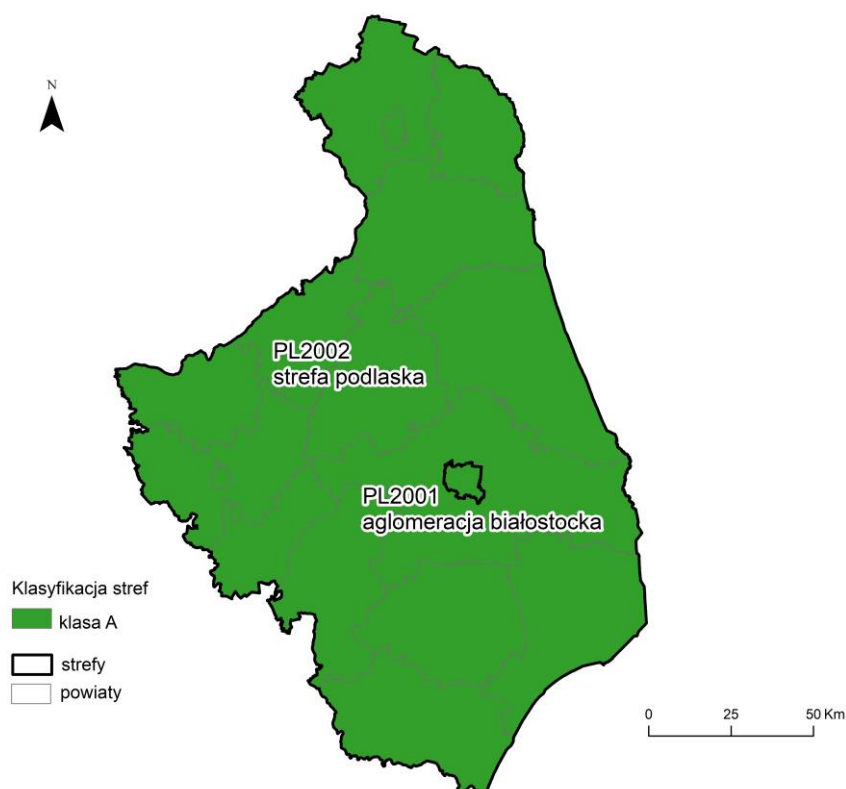 N
PL2002
strefa podlaska
PL2001
aglomeracja białostocka
Klasyfikacja stref
klasa A
strefy
powiaty
0 25 50 Km